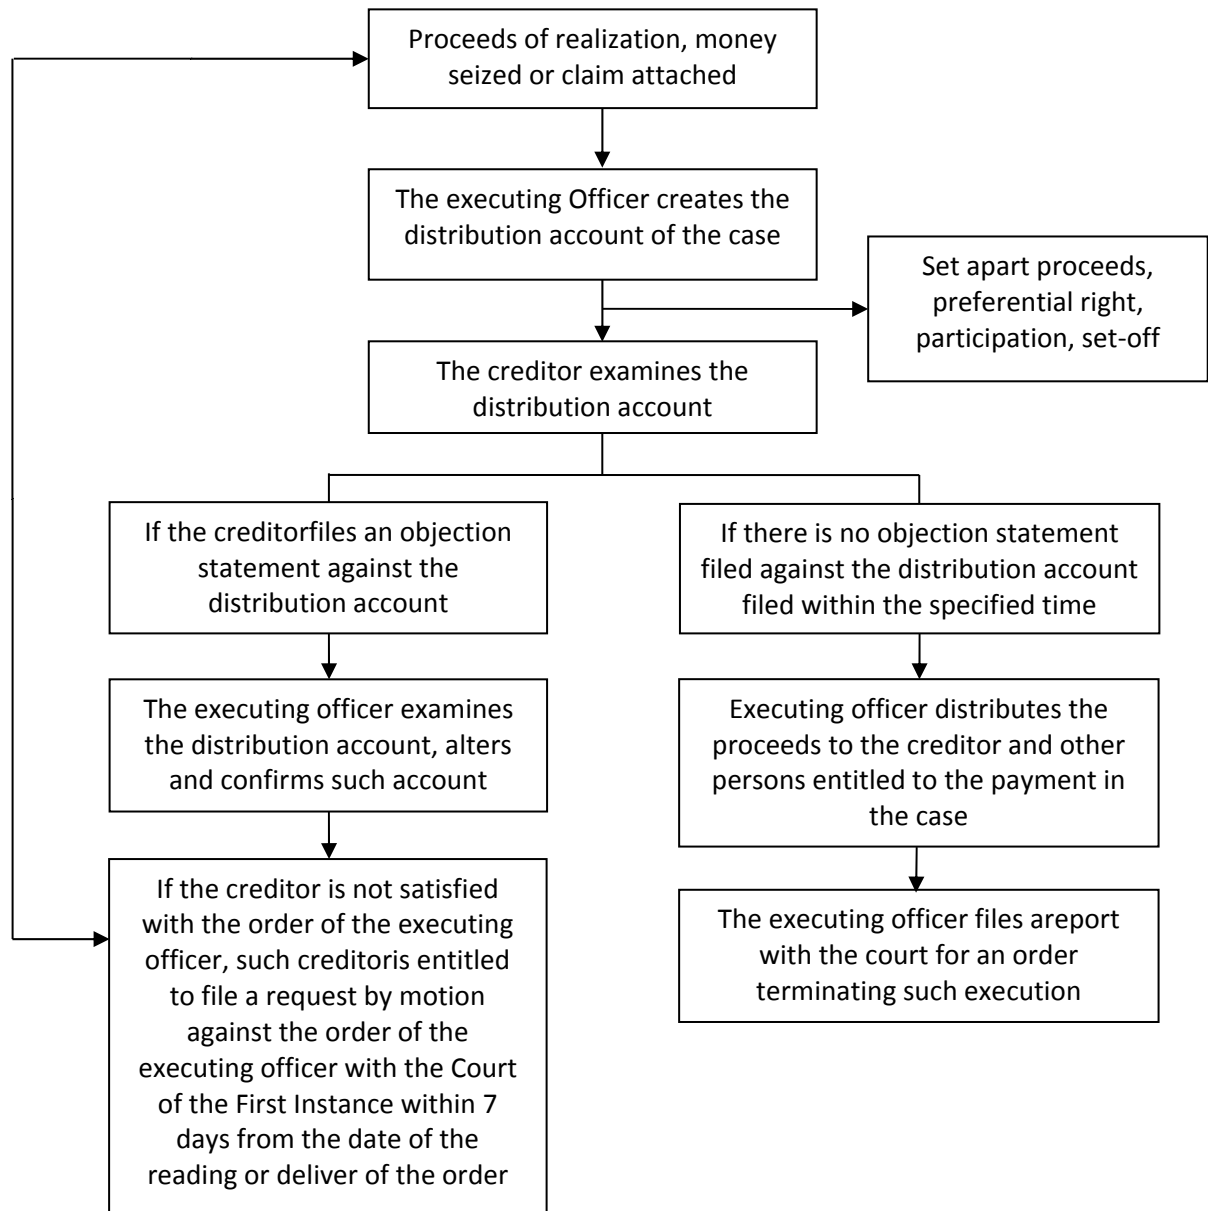 Proceeds of realization, money
seized or claim attached
The executing Officer creates the
distribution account of the case
Set apart proceeds,
preferential right,
participation, set-off
The creditor examines the
distribution account
If the creditorfiles an objection
statement against the
distribution account
If there is no objection statement
filed against the distribution account
filed within the specified time
The executing officer examines
the distribution account, alters
and confirms such account
Executing officer distributes the
proceeds to the creditor and other
persons entitled to the payment in
the case
If the creditor is not satisfied
with the order of the executing
officer, such creditoris entitled
to file a request by motion
against the order of the
executing officer with the Court
of the First Instance within 7
days from the date of the
reading or deliver of the order
The executing officer files areport
with the court for an order
terminating such execution